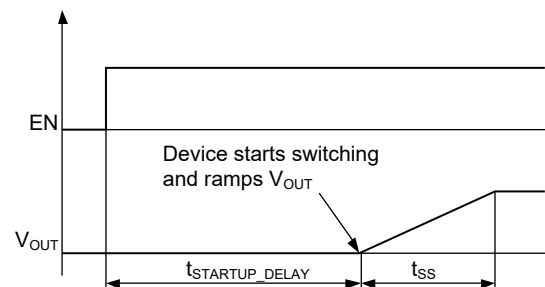 EN
Device starts switching
and ramps VOUT
VOUT
tSTARTUP_DELAY
tSS